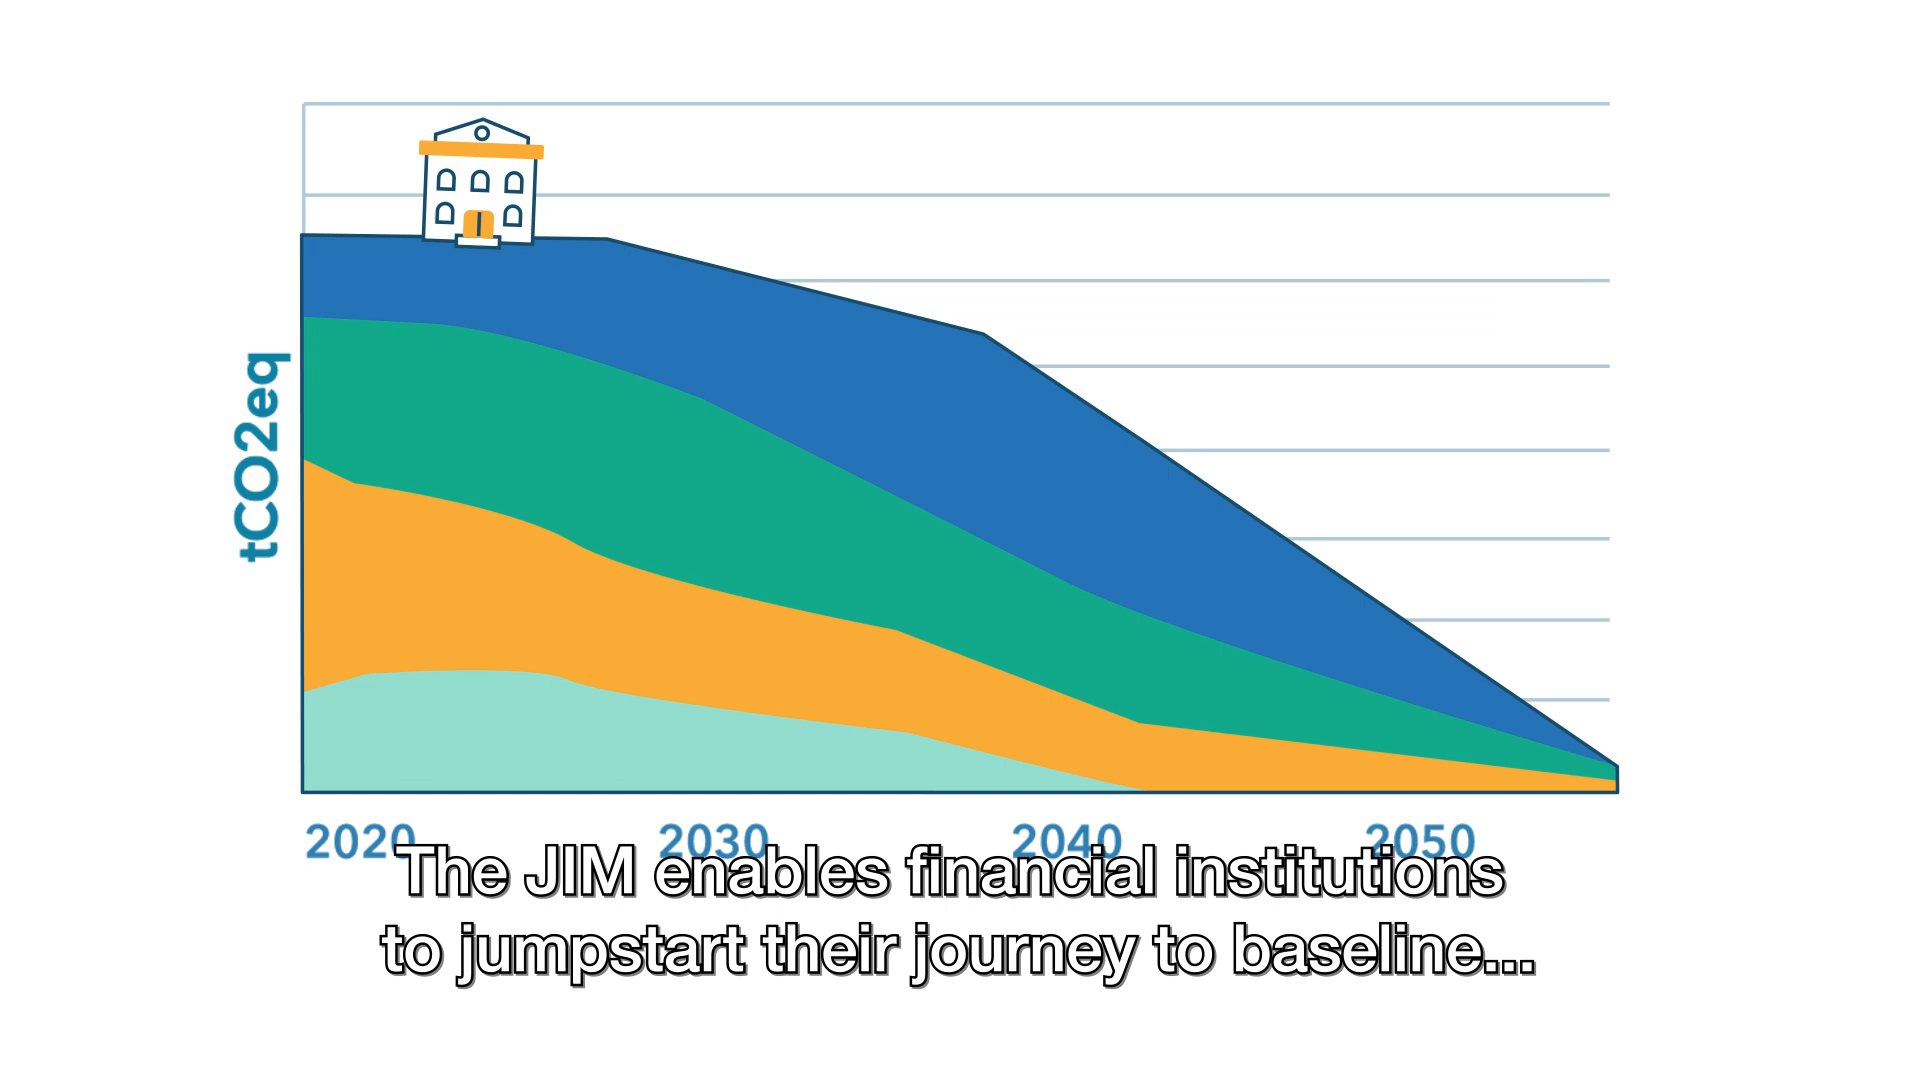 tCO2eq
2020 2030 2040 2050
The JIM enables financial institutions
to jumpstart their journey to baseline...